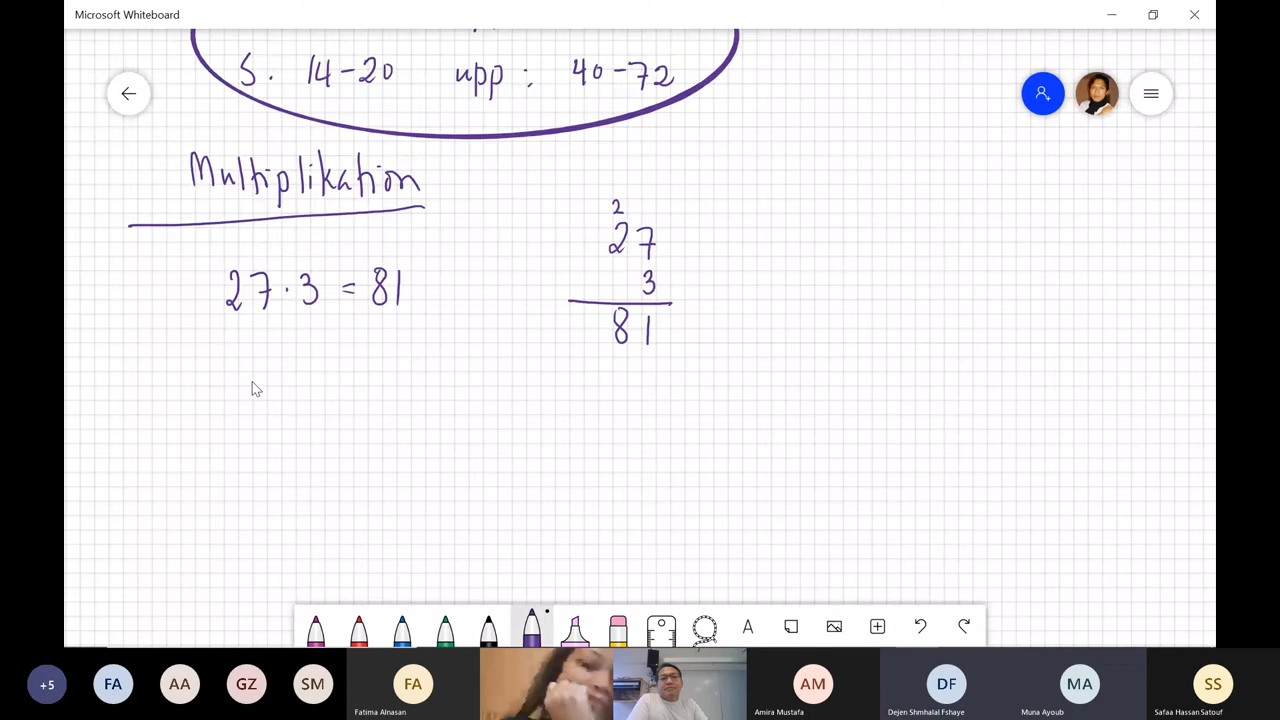 Microsoft Whiteboard
S. 14-20 upp: 40-72
Multiplikation
27 · 3 = 81
2
27
3
81
A
+5
FA
AA
GZ
SM
FA
Fatima Alnasan
AM
Amira Mustafa
DF
Dejen Shmhalal Fshaye
MA
Muna Ayoub
SS
Safaa Hassan Satouf